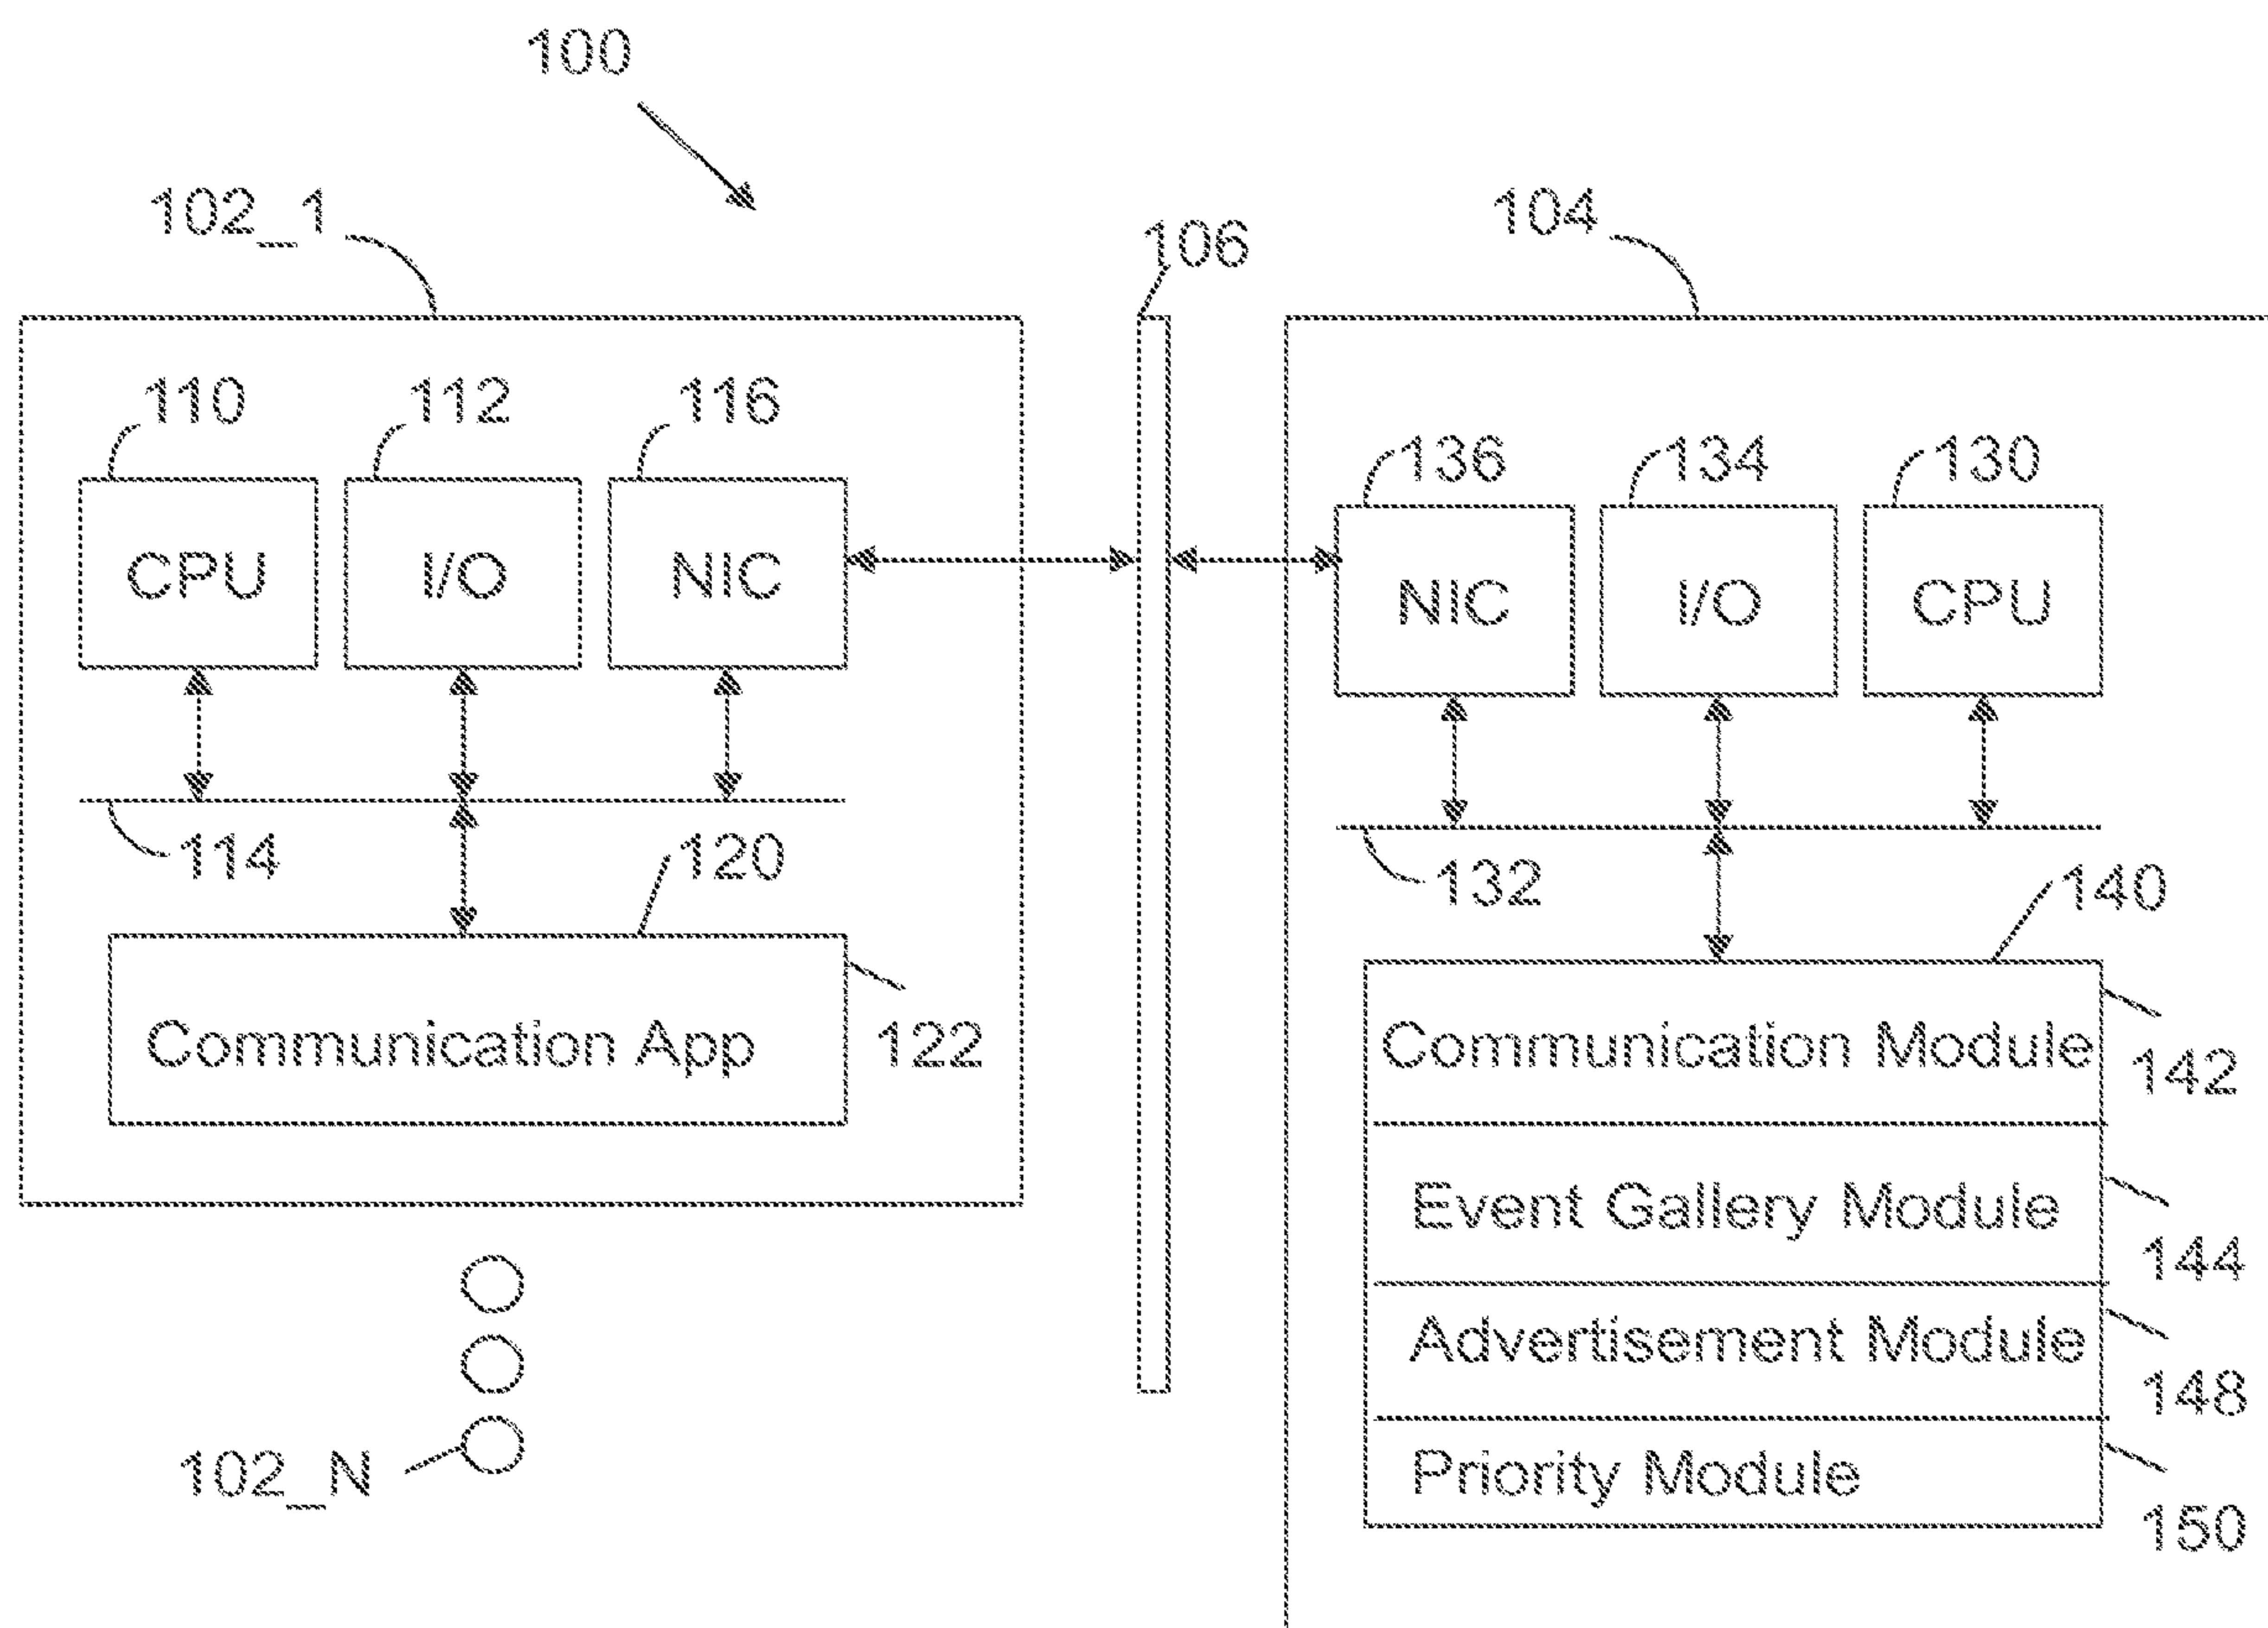 100
102_1
104
106
110
112
116
136
134
130
CPU
I/O
NIC
NIC
I/O
CPU
114
120
132
140
Communication App
122
Communication Module
142
Event Gallery Module
144
Advertisement Module
148
102_N
Priority Module
150